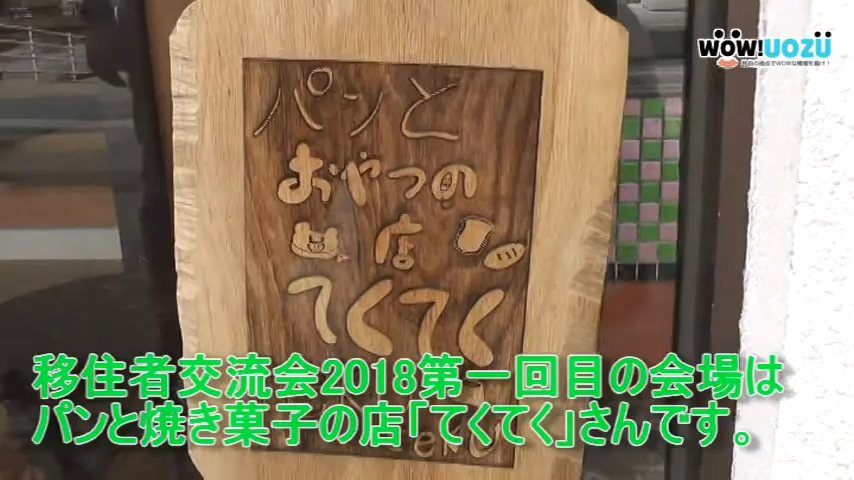 WOW!UOZU
パンと
おやつの
店
てくてく
移住者交流会2018第一回目の会場は
パンと焼き菓子の店「てくてく」さんです。